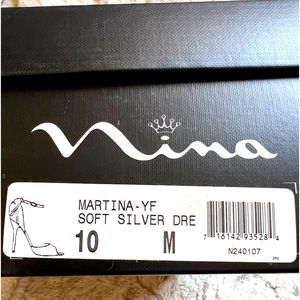 Nina
MARTINA-YF
SOFT SILVER DRE
10 M
7 16142 93528 4
N240107